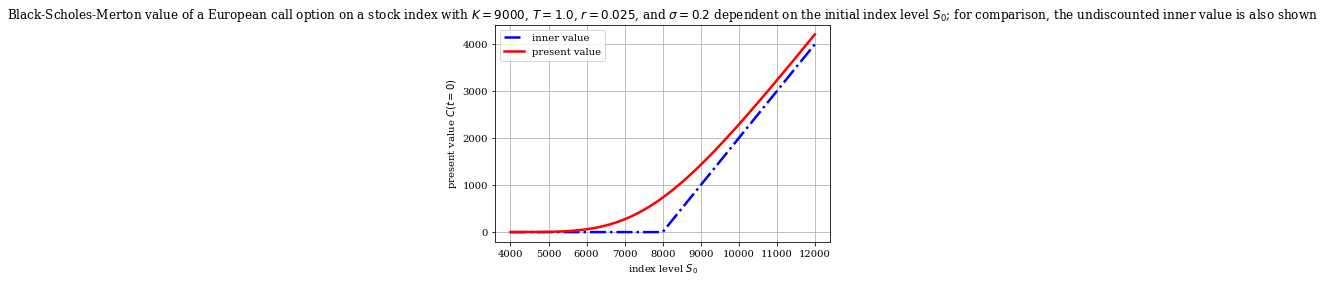 Black-Scholes-Merton value of a European call option on a stock index with K = 9000, T = 1.0, r = 0.025, and σ = 0.2 dependent on the initial index level S₀; for comparison, the undiscounted inner value is also shown
inner value
present value
4000
3000
2000
1000
0
present value C(t = 0)
4000 5000 6000 7000 8000 9000 10000 11000 12000
index level S₀